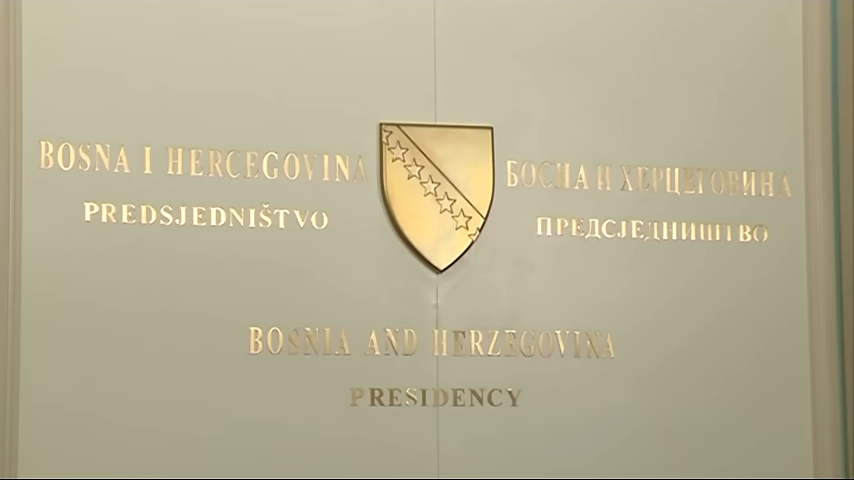 BOSNA I HERCEGOVINA
PREDSJEDNIŠTVO
БОСНА И ХЕРЦЕГОВИНА
ПРЕДСЈЕДНИШТВО
BOSNIA AND HERZEGOVINA
PRESIDENCY